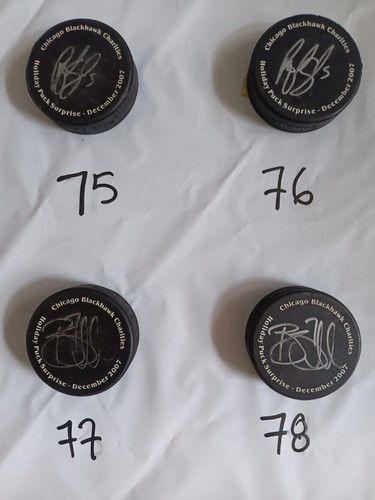 Chicago Blackhawk Charities
Holiday Puck Surprise - December 2007
Chicago Blackhawk Charities
Holiday Puck Surprise - December 2007
75
76
Chicago Blackhawk Charities
Holiday Puck Surprise - December 2007
Chicago Blackhawk Charities
Holiday Puck Surprise - December 2007
77
78